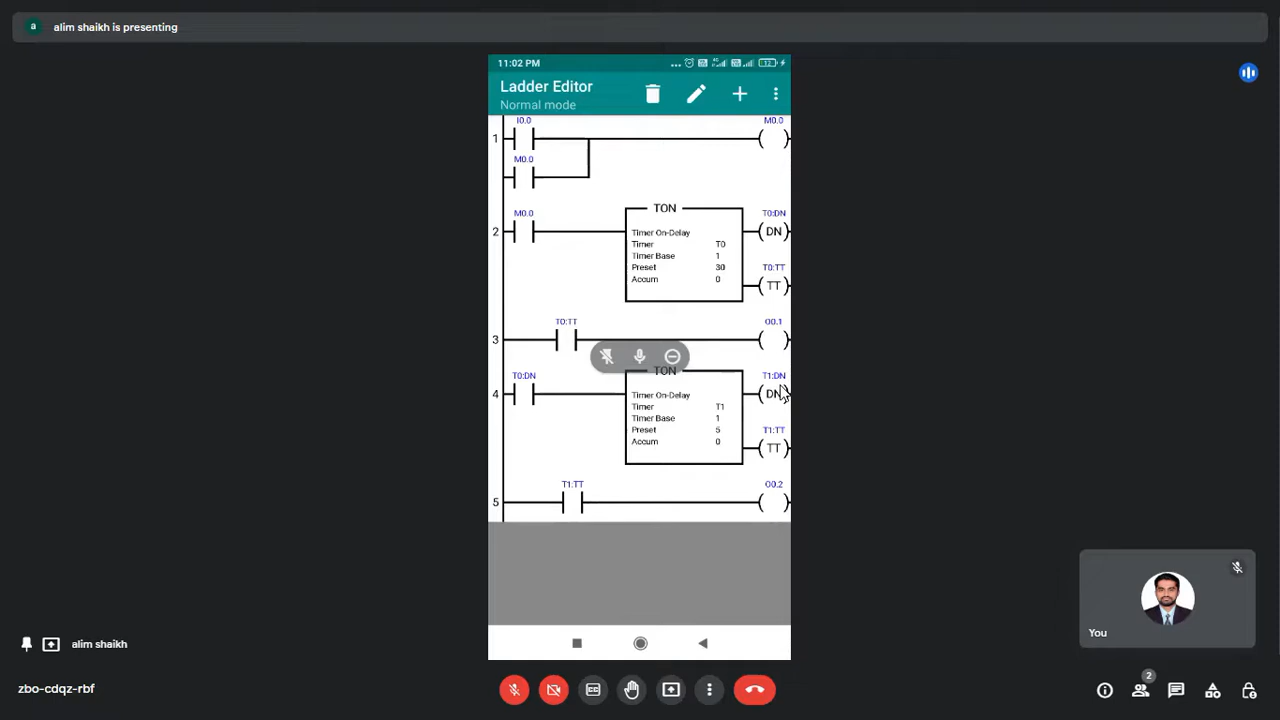 a alim shaikh is presenting
11:02 PM
12
Ladder Editor
Normal mode
I0.0 M0.0
1
M0.0
M0.0 TON T0:DN
2 DN
Timer On-Delay
Timer T0
Timer Base 1
Preset 30
Accum 0
T0:TT
TT
T0:TT O0.1
3
TON
T0:DN T1:DN
4 DN
Timer On-Delay
Timer T1
Timer Base 1
Preset 5
Accum 0
T1:TT
TT
T1:TT O0.2
5
You
alim shaikh
zbo-cdqz-rbf
2